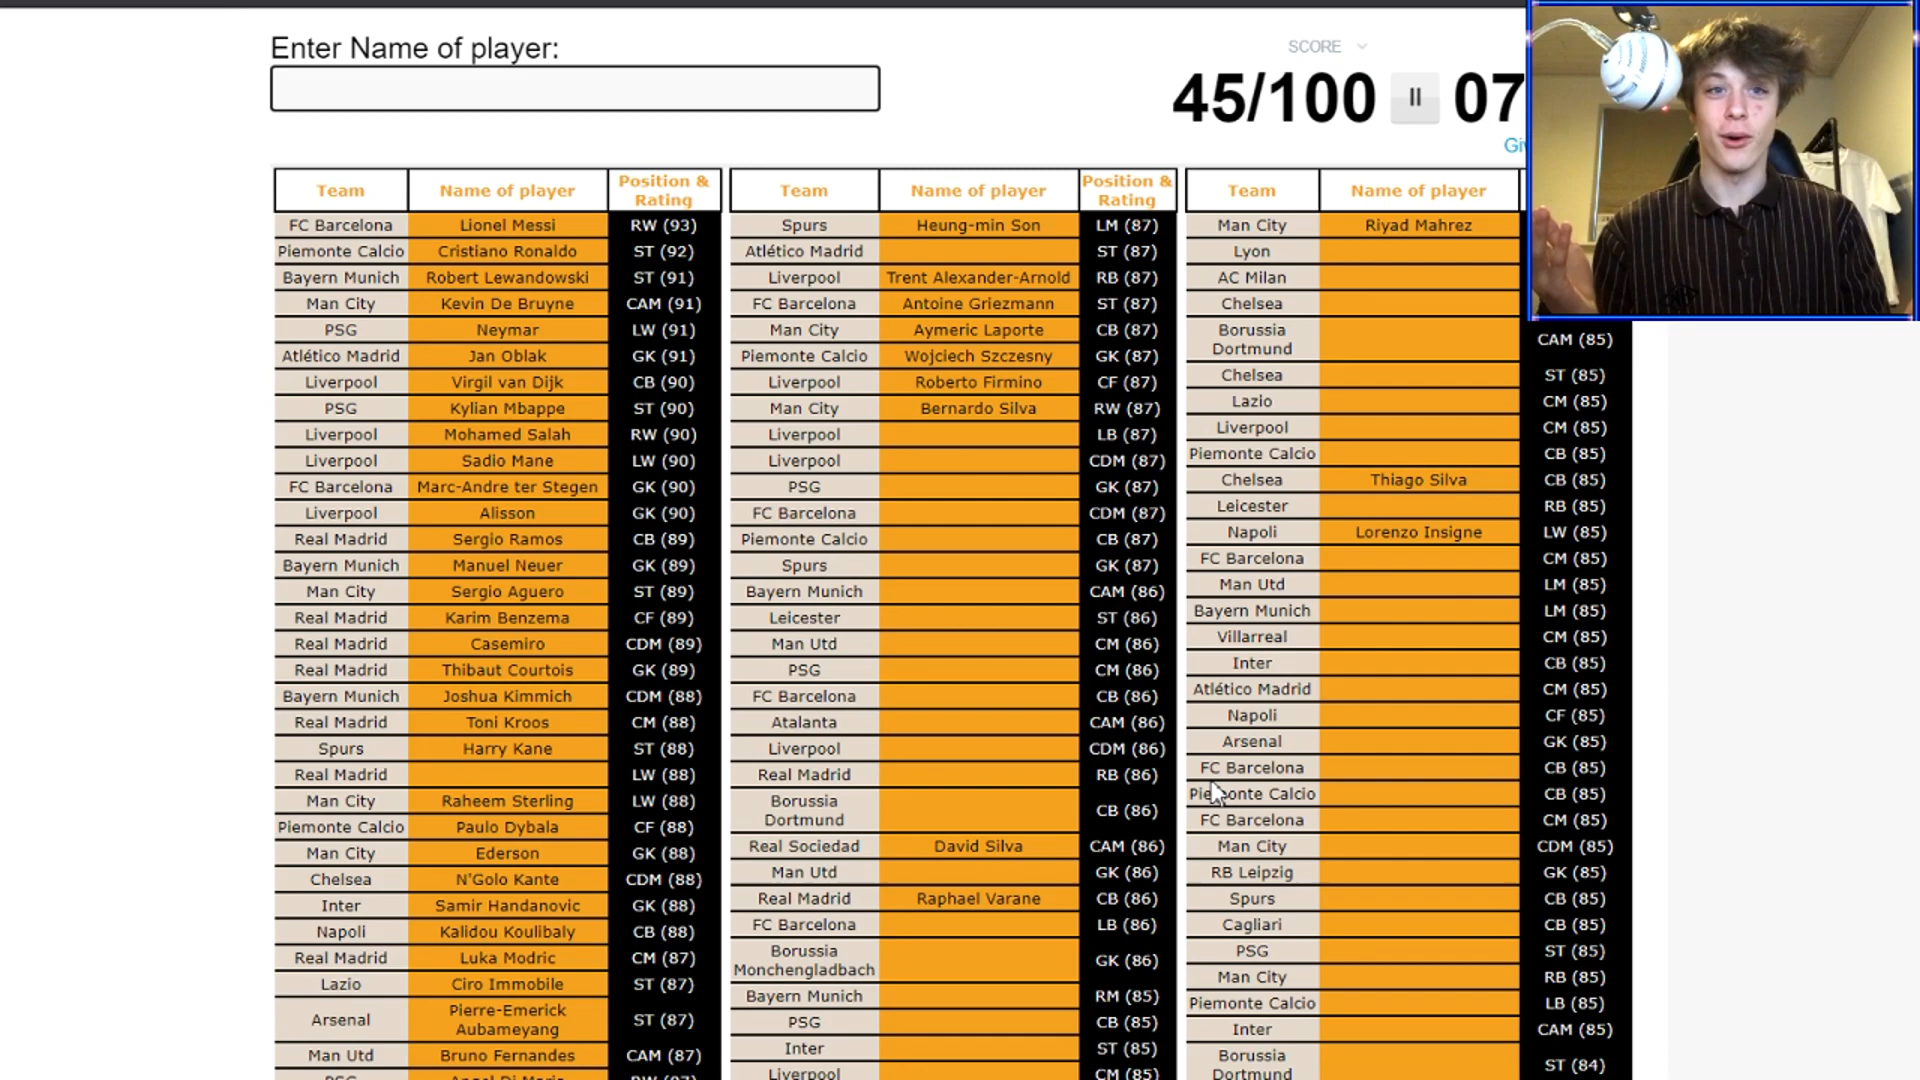 Enter Name of player:
SCORE
45/100 07
Team Name of player Position & Rating
FC Barcelona Lionel Messi RW (93)
Piemonte Calcio Cristiano Ronaldo ST (92)
Bayern Munich Robert Lewandowski ST (91)
Man City Kevin De Bruyne CAM (91)
PSG Neymar LW (91)
Atlético Madrid Jan Oblak GK (91)
Liverpool Virgil van Dijk CB (90)
PSG Kylian Mbappe ST (90)
Liverpool Mohamed Salah RW (90)
Liverpool Sadio Mane LW (90)
FC Barcelona Marc-Andre ter Stegen GK (90)
Liverpool Alisson GK (90)
Real Madrid Sergio Ramos CB (89)
Bayern Munich Manuel Neuer GK (89)
Man City Sergio Aguero ST (89)
Real Madrid Karim Benzema CF (89)
Real Madrid Casemiro CDM (89)
Real Madrid Thibaut Courtois GK (89)
Bayern Munich Joshua Kimmich CDM (88)
Real Madrid Toni Kroos CM (88)
Spurs Harry Kane ST (88)
Real Madrid LW (88)
Man City Raheem Sterling LW (88)
Piemonte Calcio Paulo Dybala CF (88)
Man City Ederson GK (88)
Chelsea N'Golo Kante CDM (88)
Inter Samir Handanovic GK (88)
Napoli Kalidou Koulibaly CB (88)
Real Madrid Luka Modric CM (87)
Lazio Ciro Immobile ST (87)
Arsenal Pierre-Emerick Aubameyang ST (87)
Man Utd Bruno Fernandes CAM (87)
Team Name of player Position & Rating
Spurs Heung-min Son LM (87)
Atlético Madrid ST (87)
Liverpool Trent Alexander-Arnold RB (87)
FC Barcelona Antoine Griezmann ST (87)
Man City Aymeric Laporte CB (87)
Piemonte Calcio Wojciech Szczesny GK (87)
Liverpool Roberto Firmino CF (87)
Man City Bernardo Silva RW (87)
Liverpool LB (87)
Liverpool CDM (87)
PSG GK (87)
FC Barcelona CDM (87)
Piemonte Calcio CB (87)
Spurs GK (87)
Bayern Munich CAM (86)
Leicester ST (86)
Man Utd CM (86)
PSG CM (86)
FC Barcelona CB (86)
Atalanta CAM (86)
Liverpool CDM (86)
Real Madrid RB (86)
Borussia Dortmund CB (86)
Real Sociedad David Silva CAM (86)
Man Utd GK (86)
Real Madrid Raphael Varane CB (86)
FC Barcelona LB (86)
Borussia Monchengladbach GK (86)
Bayern Munich RM (85)
PSG CB (85)
Inter ST (85)
Liverpool CM (85)
Team Name of player
Man City Riyad Mahrez
Lyon
AC Milan
Chelsea
Borussia Dortmund CAM (85)
Chelsea ST (85)
Lazio CM (85)
Liverpool CM (85)
Piemonte Calcio CB (85)
Chelsea Thiago Silva CB (85)
Leicester RB (85)
Napoli Lorenzo Insigne LW (85)
FC Barcelona CM (85)
Man Utd LM (85)
Bayern Munich LM (85)
Villarreal CM (85)
Inter CB (85)
Atlético Madrid CM (85)
Napoli CF (85)
Arsenal GK (85)
FC Barcelona CB (85)
Piemonte Calcio CB (85)
FC Barcelona CM (85)
Man City CDM (85)
RB Leipzig GK (85)
Spurs CB (85)
Cagliari CB (85)
PSG ST (85)
Man City RB (85)
Piemonte Calcio LB (85)
Inter CAM (85)
Borussia Dortmund ST (84)